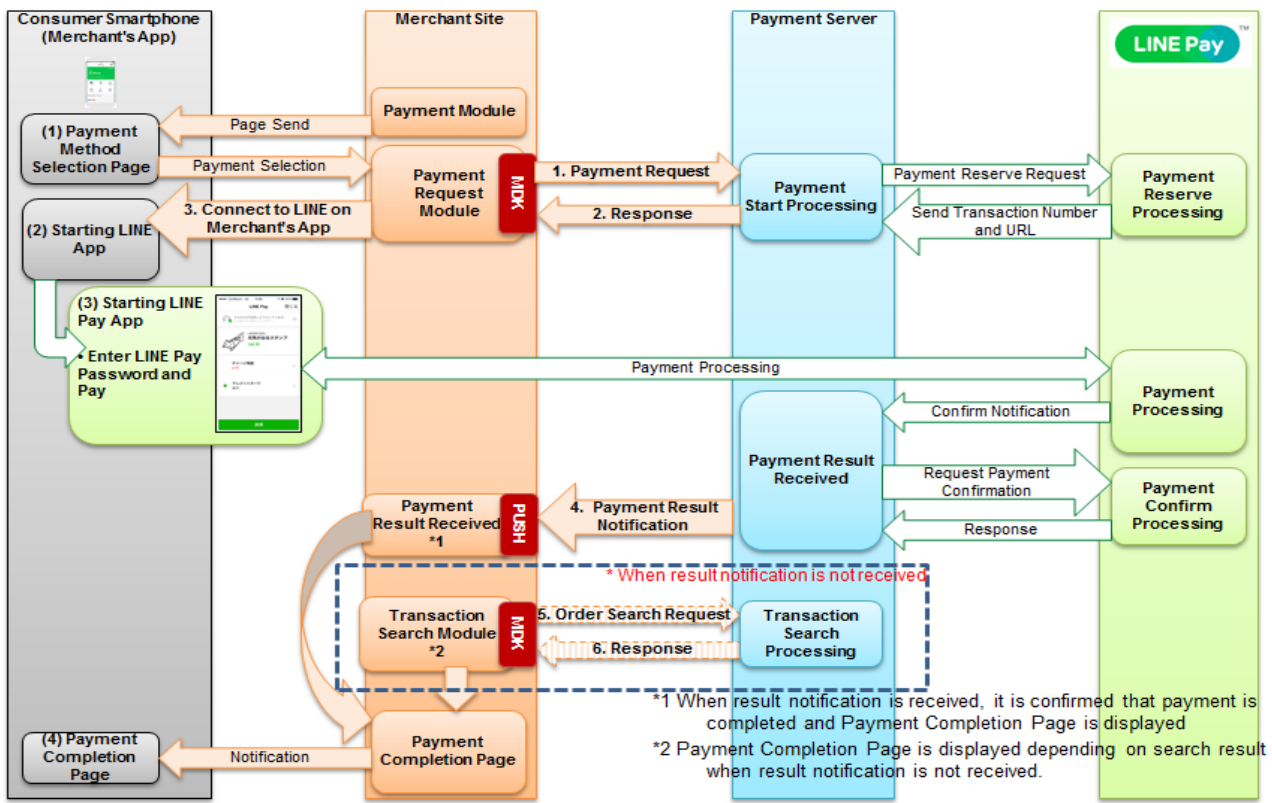 Consumer Smartphone
(Merchant's App)
Merchant Site
Payment Server
LINE Pay
TM
Payment Module
Page Send
(1) Payment
Method
Selection Page
Payment Selection
Payment
Request
Module
MDK
1. Payment Request
2. Response
Payment
Start Processing
Payment Reserve Request
Send Transaction Number
and URL
Payment
Reserve
Processing
3. Connect to LINE on
Merchant's App
(2) Starting LINE
App
(3) Starting LINE
Pay App
• Enter LINE Pay
Password and
Pay
LINE Pay
Payment Processing
Payment
Processing
Confirm Notification
Payment Result
Received
Request Payment
Confirmation
Payment
Confirm
Processing
Response
4. Payment Result
Notification
Payment
Result Received
*1
PUSH
* When result notification is not received
Transaction
Search Module
*2
MDK
5. Order Search Request
6. Response
Transaction
Search
Processing
*1 When result notification is received, it is confirmed that payment is
completed and Payment Completion Page is displayed
*2 Payment Completion Page is displayed depending on search result
when result notification is not received.
Payment
Completion Page
Notification
(4) Payment
Completion
Page